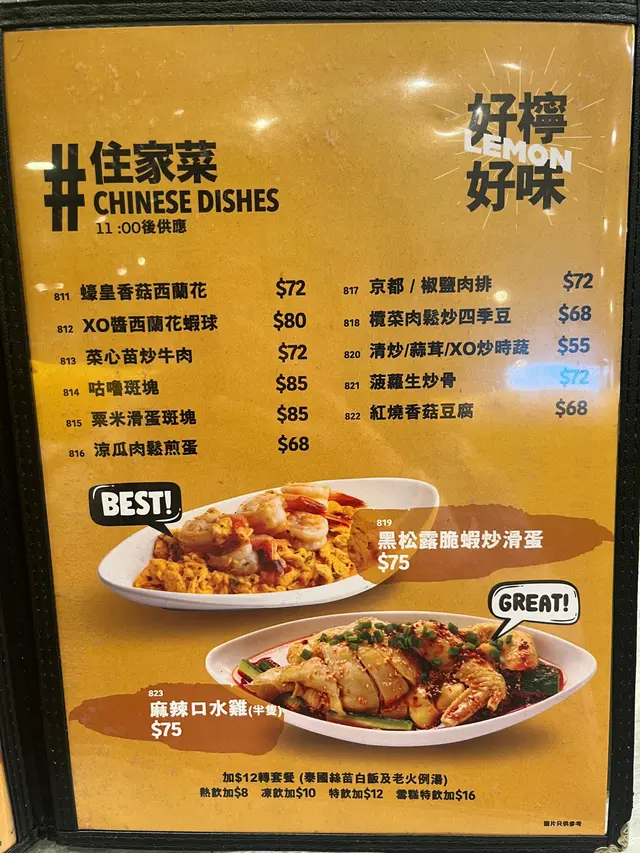 #住家菜
CHINESE DISHES
11:00後供應
好檸
LEMON
好味
811 蠔皇香菇西蘭花 $72
812 XO醬西蘭花蝦球 $80
813 菜心苗炒牛肉 $72
814 咕嚕斑塊 $85
815 粟米滑蛋斑塊 $85
816 涼瓜肉鬆煎蛋 $68
817 京都 / 椒鹽肉排 $72
818 欖菜肉鬆炒四季豆 $68
820 清炒/蒜茸/XO炒時蔬 $55
821 菠蘿生炒骨 $72
822 紅燒香菇豆腐 $68
BEST!
819
黑松露脆蝦炒滑蛋
$75
GREAT!
823
麻辣口水雞(半隻)
$75
加$12轉套餐 (泰國絲苗白飯及老火例湯)
熱飲加$8 凍飲加$10 特飲加$12 雪糕特飲加$16
圖片只供參考